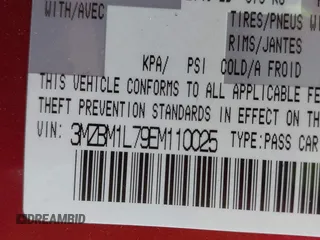 WITH/AVEC
TIRES/PNEUS
RIMS/JANTES
KPA/ PSI COLD/A FROID
THIS VEHICLE CONFORMS TO ALL APPLICABLE
THEFT PREVENTION STANDARDS IN EFFECT ON THE
VIN: 3MZBM1L79EM110025 TYPE:PASS CAR
DREAMBID